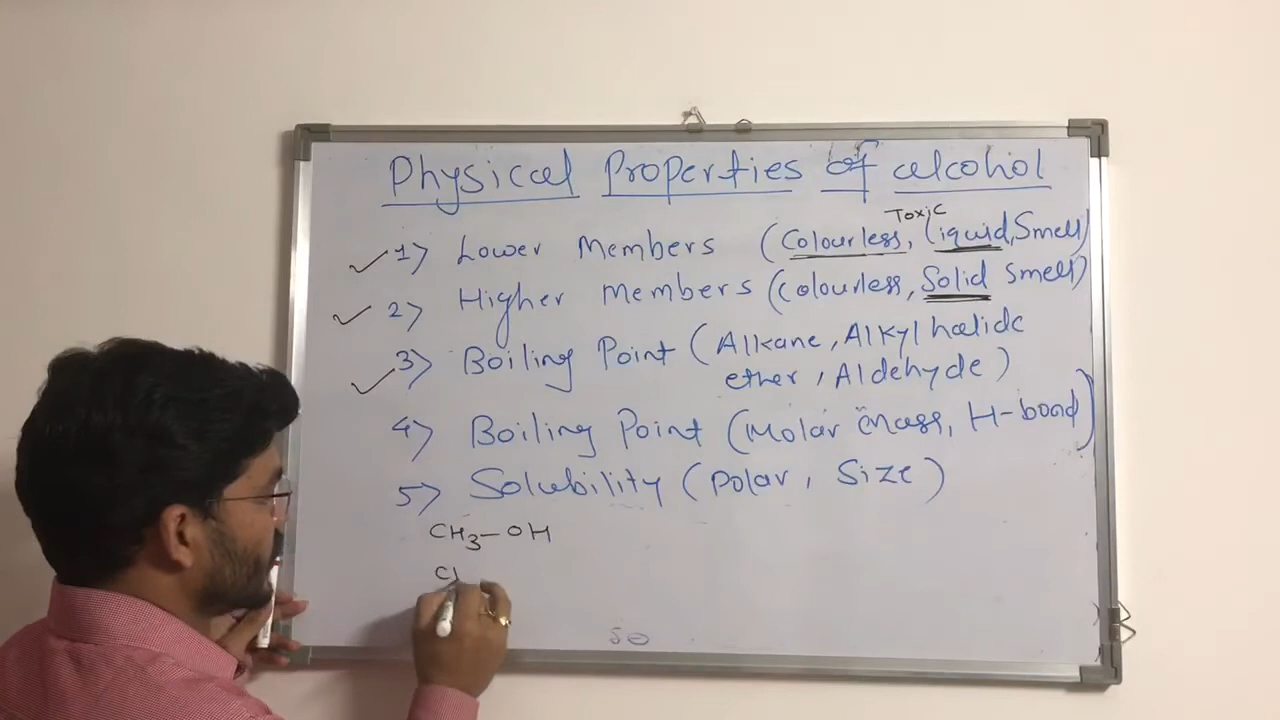 Physical Properties of alcohol
Toxic
1) Lower Members (Colourless, Liquid, Smell)
2) Higher Members (Colourless, Solid Smell)
3) Boiling Point (Alkane, Alkyl halide
ether, Aldehyde)
4) Boiling Point (Molar mass, H-bond)
5) Solubility (Polar, Size)
CH3-OH